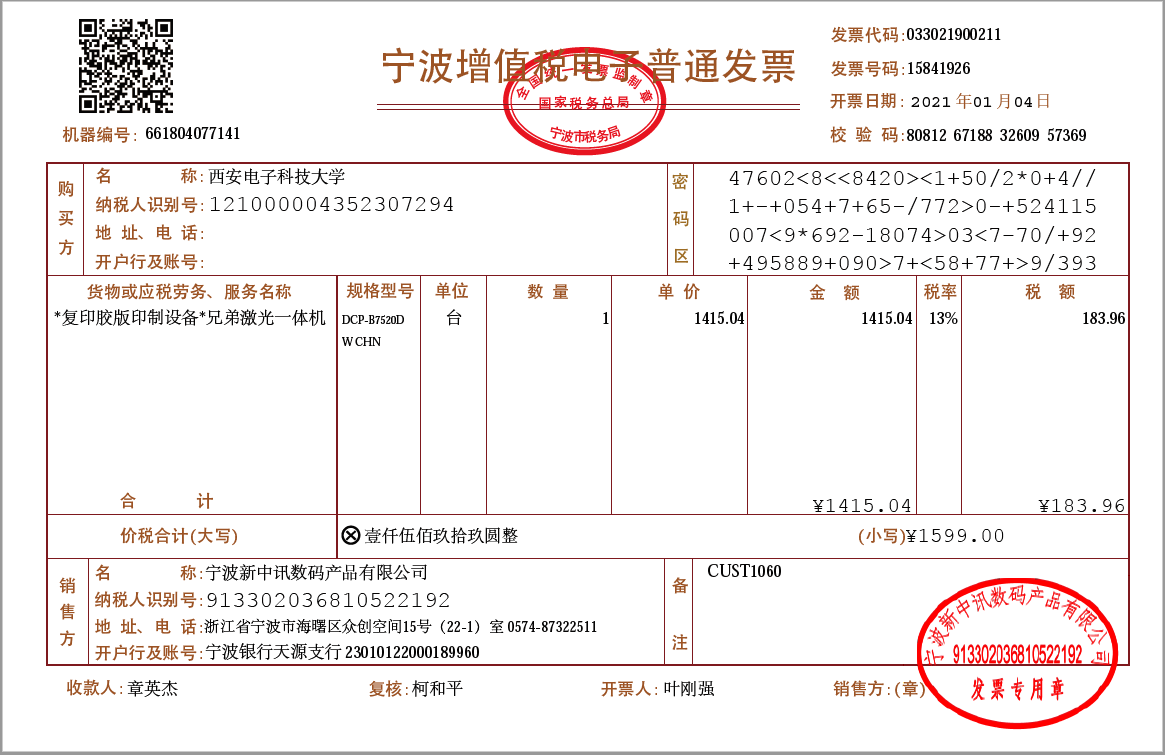 宁波增值税电子普通发票
全国统一发票监制章
国家税务总局
宁波市税务局
发票代码:033021900211
发票号码:15841926
开票日期: 2021 年01 月04 日
校 验 码:80812 67188 32609 57369
机器编号: 661804077141
购买方
名 称:西安电子科技大学
纳税人识别号:121000004352307294
地 址、电 话:
开户行及账号:
密码区
47602<8<<8420><1+50/2*0+4//
1+-+054+7+65-/772>0-+524115
007<9*692-18074>03<7-70/+92
+495889+090>7+<58+77+>9/393
货物或应税劳务、服务名称 规格型号 单位 数 量 单 价 金 额 税率 税 额
*复印胶版印制设备*兄弟激光一体机 DCP-B7520D 台 1 1415.04 1415.04 13% 183.96
W CHN
合 计 ¥1415.04 ¥183.96
价税合计(大写) ⊗壹仟伍佰玖拾玖圆整 (小写)¥1599.00
销售方
名 称:宁波新中讯数码产品有限公司
纳税人识别号:913302036810522192
地 址、电 话:浙江省宁波市海曙区众创空间15号（22-1）室 0574-87322511
开户行及账号:宁波银行天源支行 23010122000189960
备注
CUST1060
收款人:章英杰 复核:柯和平 开票人:叶刚强 销售方:(章)
宁波新中讯数码产品有限公司
913302036810522192
发票专用章